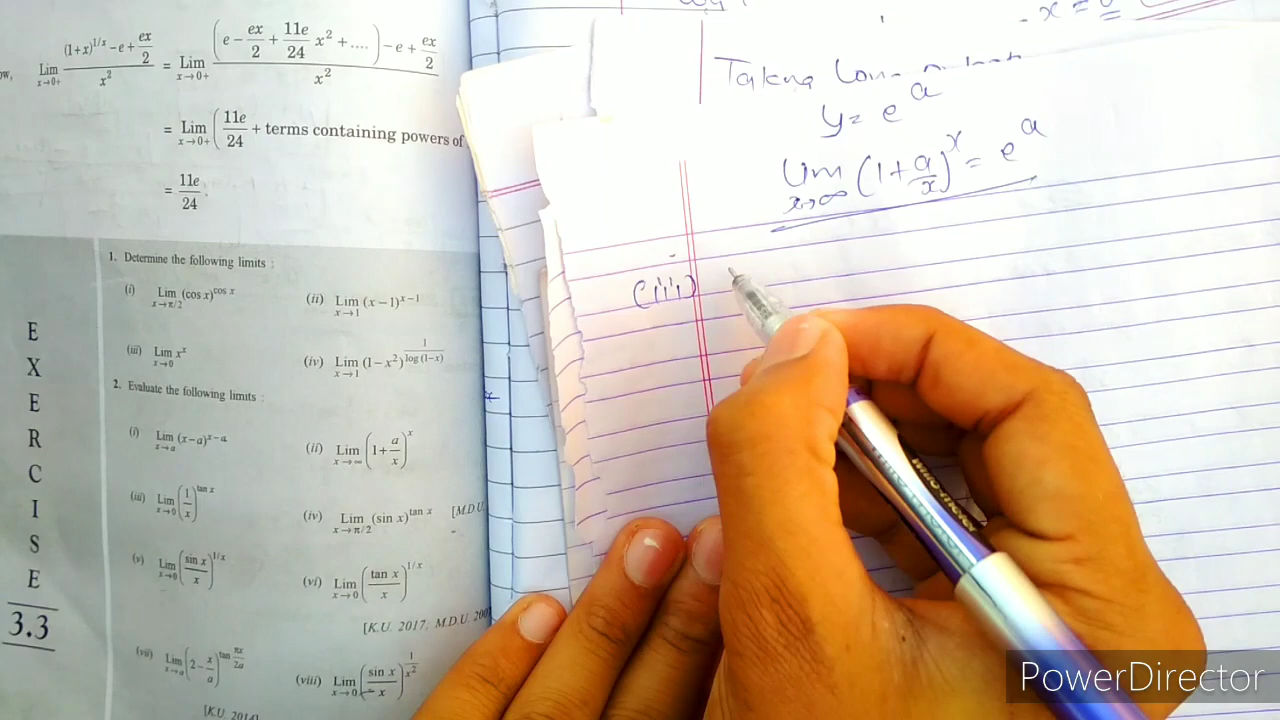 Lim x→0+ (1+x)^{1/x} – e + ex/2 / x² = Lim x→0+ (e – ex/2 + 11e/24 x² + ....) – e + ex/2 / x²
= Lim x→0+ (11e/24 + terms containing powers of
= 11e/24.
EXERCISE 3.3
1. Determine the following limits :
(i) Lim x→π/2 (cos x)^{cos x} (ii) Lim x→1 (x–1)^{x–1}
(iii) Lim x→0 x^x (iv) Lim x→1 (1–x²)^{1/log (1–x)}
2. Evaluate the following limits :
(i) Lim x→a (x–a)^{x–a} (ii) Lim x→∞ (1+a/x)^x
(iii) Lim x→0 (1/x)^{tan x} (iv) Lim x→π/2 (sin x)^{tan x} [M.D.U.
(v) Lim x→0 (sin x/x)^{1/x} (vi) Lim x→0 (tan x/x)^{1/x}
[K.U. 2017, M.D.U. 200
(vii) Lim x→a (2–x/a)^{tan πx/2a} (viii) Lim x→0 (sin x/x)^{1/x²}
[K.U. 2014]
Taking
y = e^a
lim x→∞ (1+a/x)^x = e^a
(iii)
PowerDirector